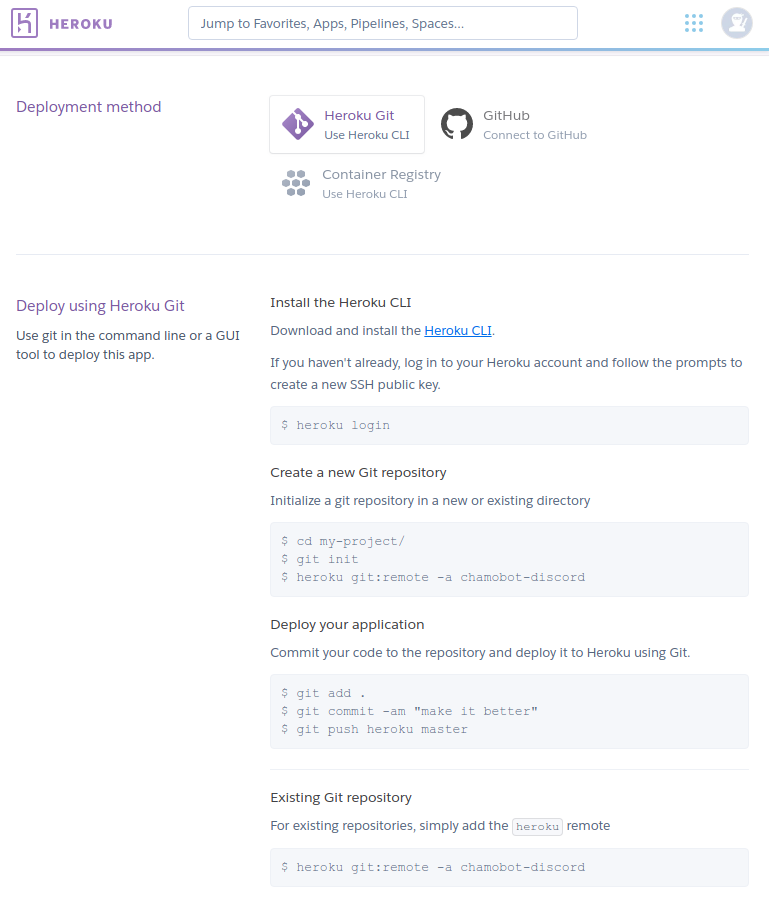 HEROKU
Jump to Favorites, Apps, Pipelines, Spaces...
Deployment method
Heroku Git
Use Heroku CLI
GitHub
Connect to GitHub
Container Registry
Use Heroku CLI
Deploy using Heroku Git
Use git in the command line or a GUI
tool to deploy this app.
Install the Heroku CLI
Download and install the Heroku CLI.
If you haven't already, log in to your Heroku account and follow the prompts to
create a new SSH public key.
$ heroku login
Create a new Git repository
Initialize a git repository in a new or existing directory
$ cd my-project/
$ git init
$ heroku git:remote -a chamobot-discord
Deploy your application
Commit your code to the repository and deploy it to Heroku using Git.
$ git add .
$ git commit -am "make it better"
$ git push heroku master
Existing Git repository
For existing repositories, simply add the heroku remote
$ heroku git:remote -a chamobot-discord